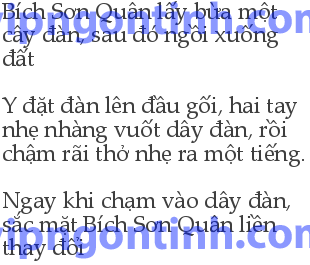 Bích Sơn Quân lấy bừa một
cây đàn, sau đó ngồi xuống
đất
Y đặt đàn lên đầu gối, hai tay
nhẹ nhàng vuốt dây đàn, rồi
chậm rãi thở nhẹ ra một tiếng.
Ngay khi chạm vào dây đàn,
sắc mặt Bích Sơn Quân liền
thay đổi